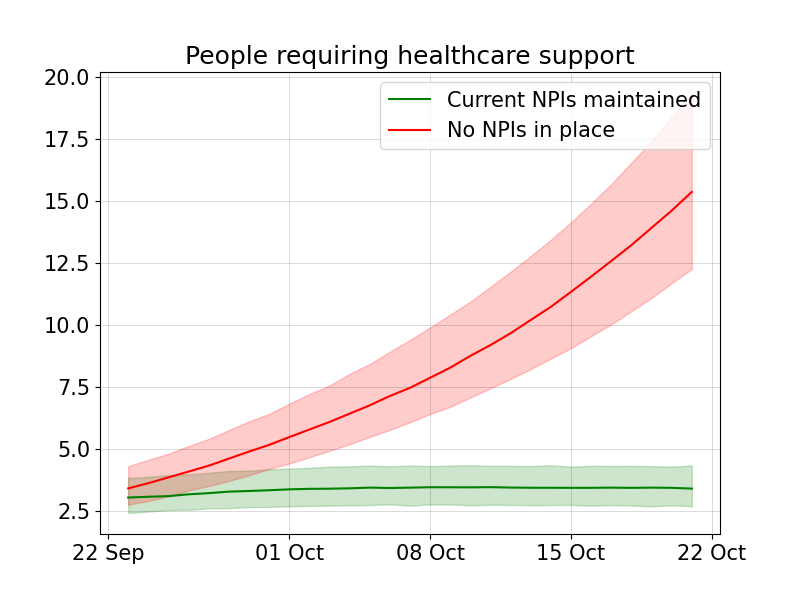 People requiring healthcare support
20.0
17.5
15.0
12.5
10.0
7.5
5.0
2.5
Current NPIs maintained
No NPIs in place
22 Sep
01 Oct
08 Oct
15 Oct
22 Oct